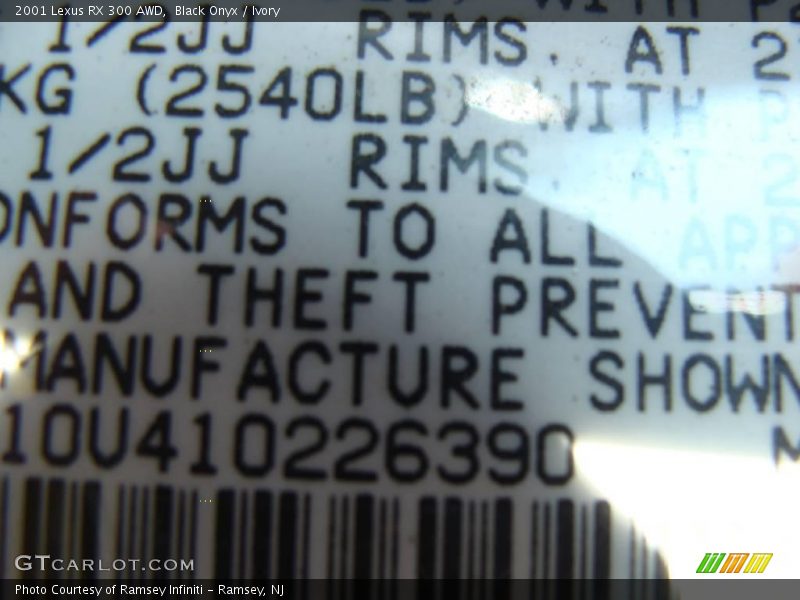 2001 Lexus RX 300 AWD, Black Onyx / Ivory
1/2JJ RIMS. AT 2
KG (2540LB) WITH P
1/2JJ RIMS. AT 2
ONFORMS TO ALL APP
AND THEFT PREVENT
MANUFACTURE SHOWN
10U410226390 M
GTCARLOT.COM
Photo Courtesy of Ramsey Infiniti - Ramsey, NJ